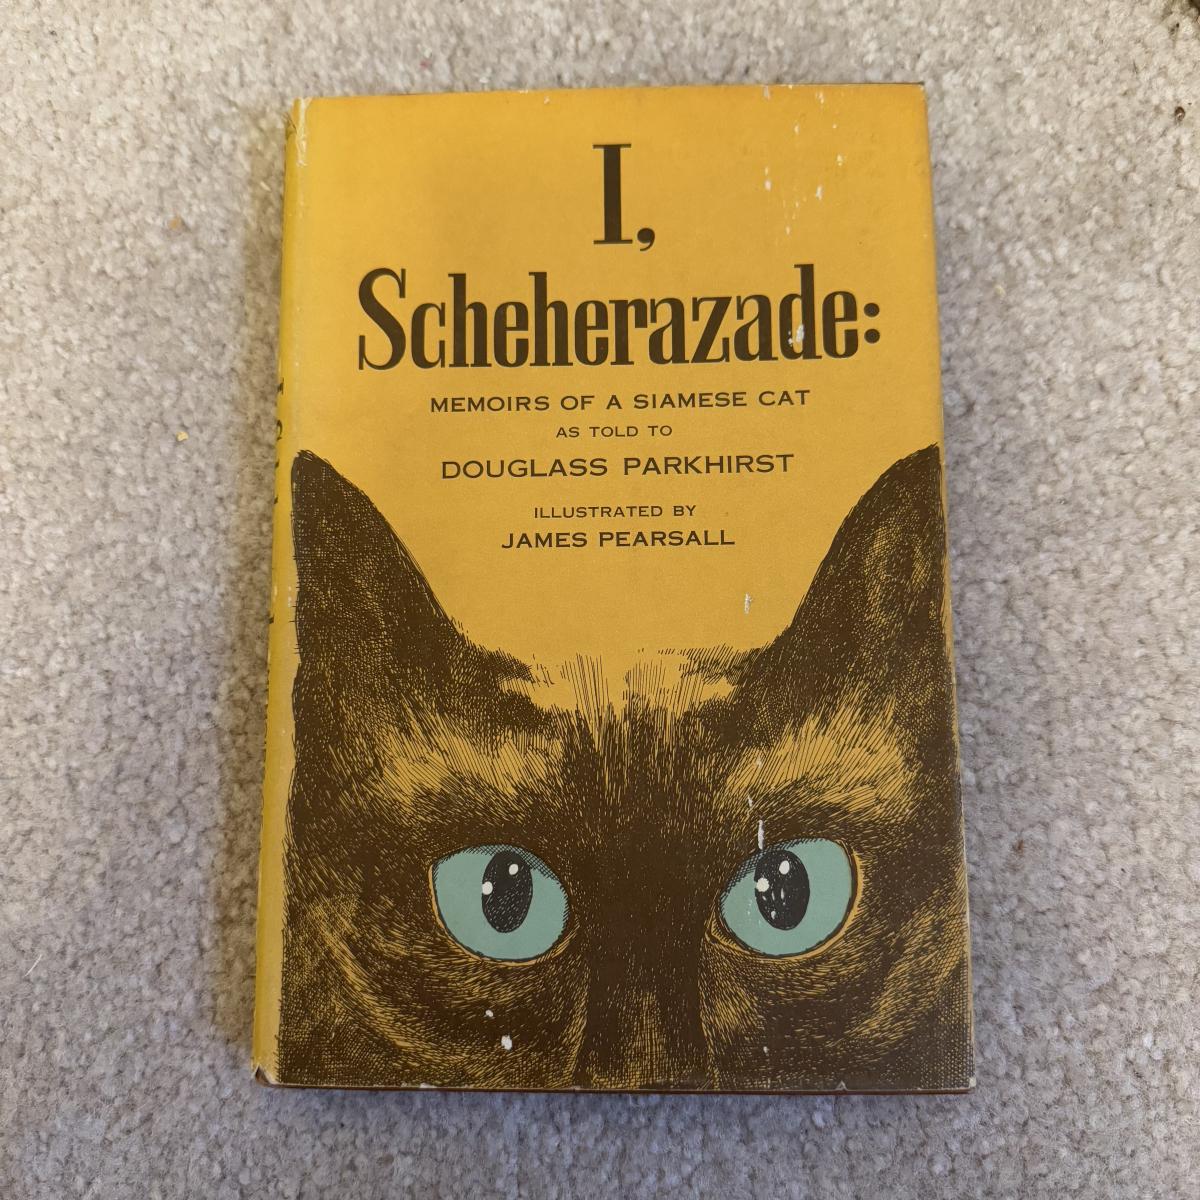 I,
Scheherazade:
MEMOIRS OF A SIAMESE CAT
AS TOLD TO
DOUGLASS PARKHIRST
ILLUSTRATED BY
JAMES PEARSALL